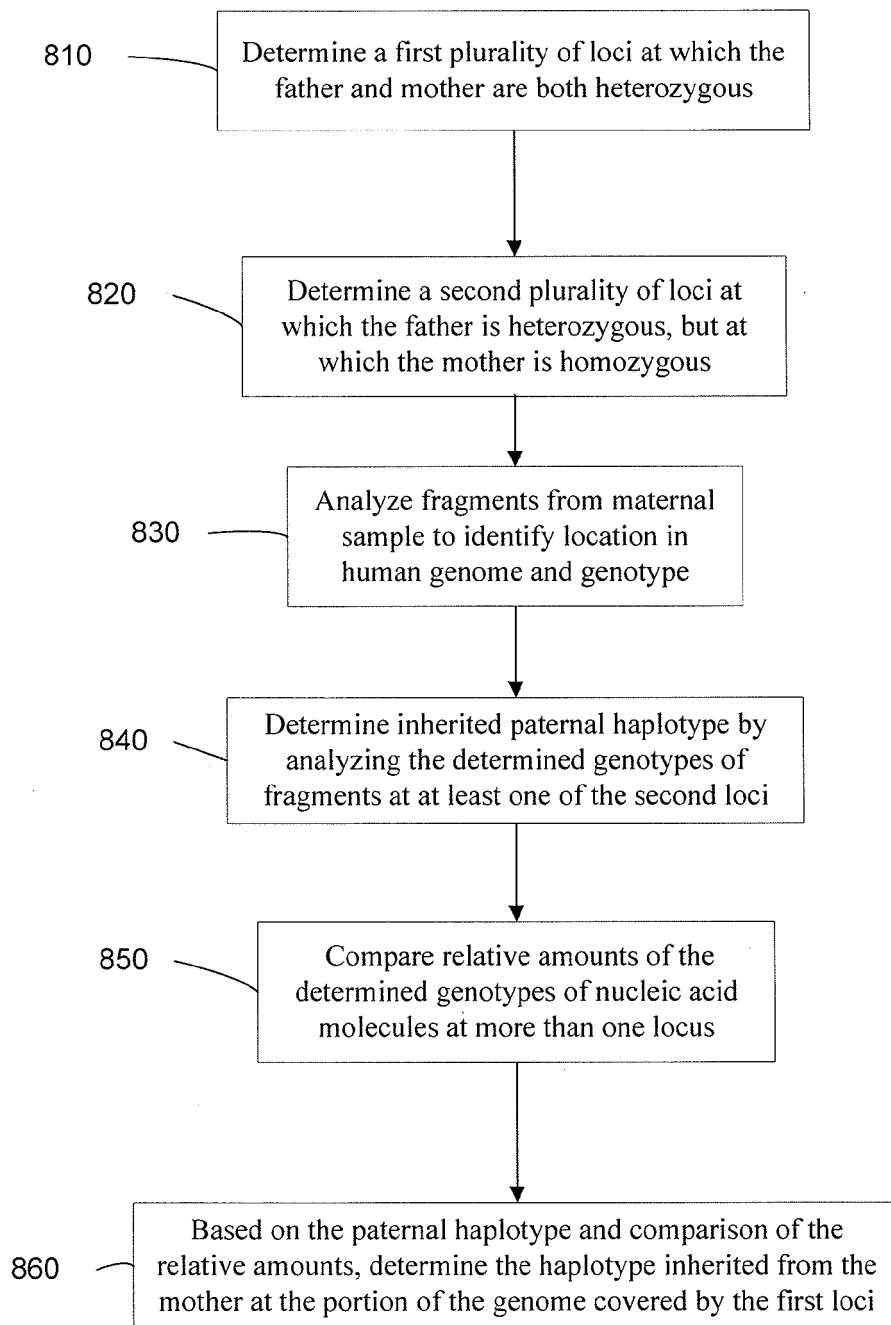 810
Determine a first plurality of loci at which the
father and mother are both heterozygous
820
Determine a second plurality of loci at
which the father is heterozygous, but at
which the mother is homozygous
830
Analyze fragments from maternal
sample to identify location in
human genome and genotype
840
Determine inherited paternal haplotype by
analyzing the determined genotypes of
fragments at at least one of the second loci
850
Compare relative amounts of the
determined genotypes of nucleic acid
molecules at more than one locus
860
Based on the paternal haplotype and comparison of the
relative amounts, determine the haplotype inherited from the
mother at the portion of the genome covered by the first loci